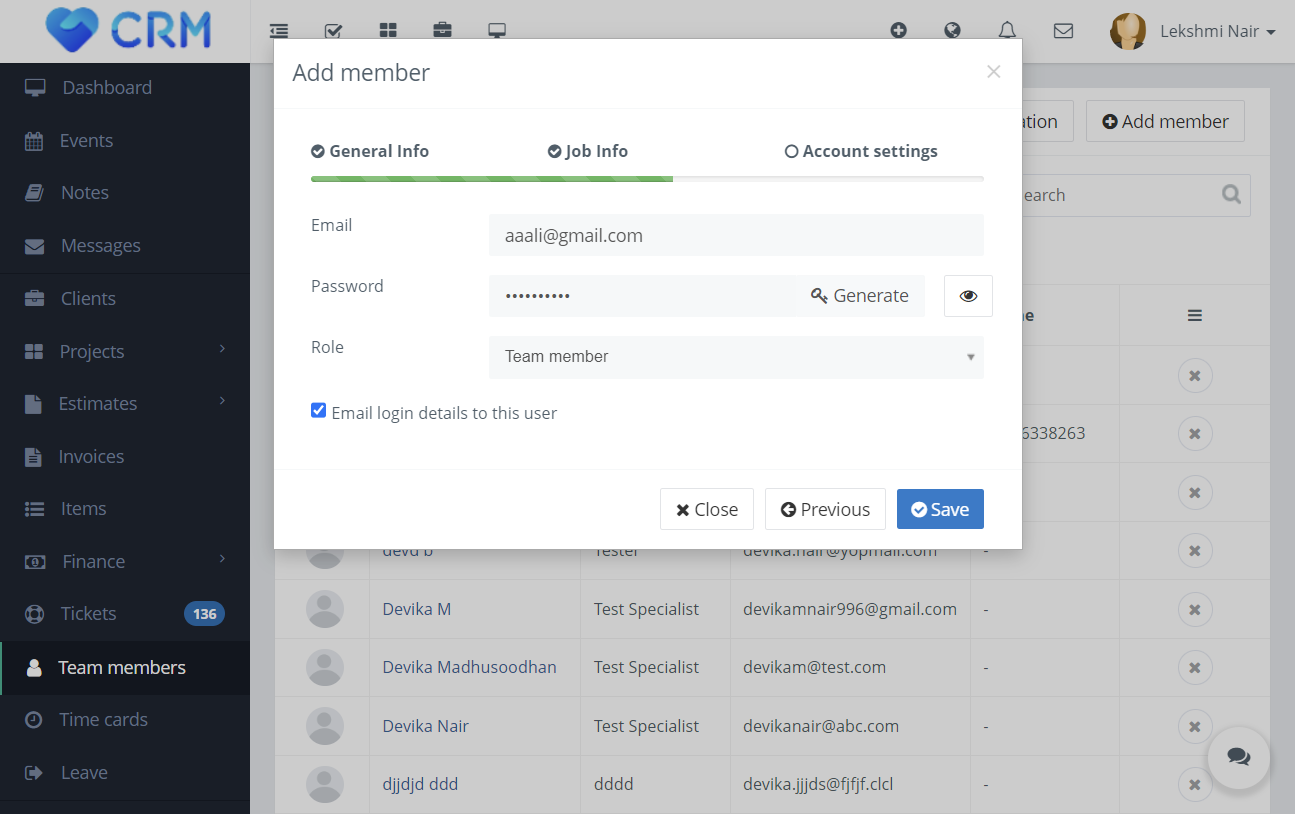 CRM
Lekshmi Nair
Dashboard
Events
Notes
Messages
Clients
Projects
Estimates
Invoices
Items
Finance
Tickets 136
Team members
Time cards
Leave
Add member
×
General Info Job Info Account settings
Email aaali@gmail.com
Password •••••••••• Generate
Role Team member
Email login details to this user
Close Previous Save
ation Add member
earch
e
6338263
devd b Tester devika.nair@yopmail.com -
Devika M Test Specialist devikamnair996@gmail.com -
Devika Madhusoodhan Test Specialist devikam@test.com -
Devika Nair Test Specialist devikanair@abc.com -
djjdjd ddd dddd devika.jjjds@fjfjf.clcl -